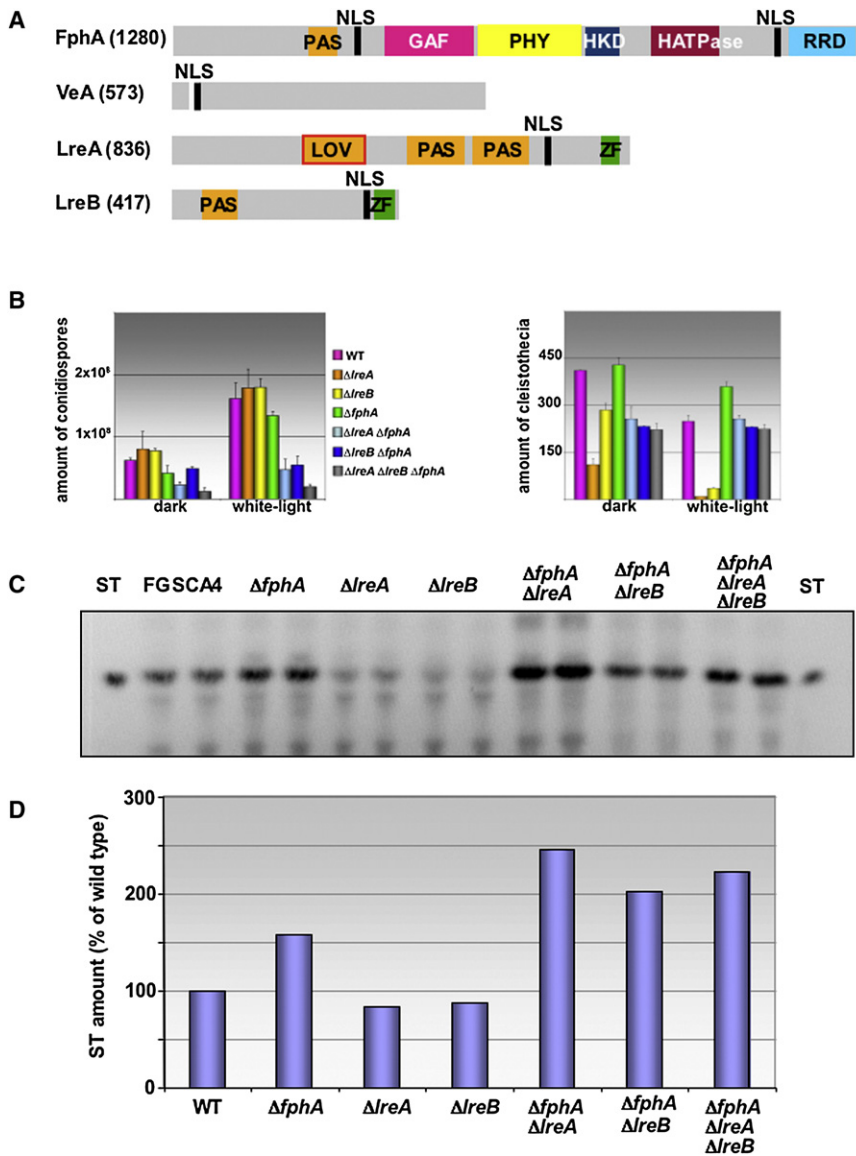 A
FphA (1280)
NLS
NLS
PAS
GAF
PHY
HKD
HATPase
RRD
VeA (573)
NLS
LreA (836)
NLS
LOV
PAS
PAS
ZF
LreB (417)
NLS
PAS
ZF
B
amount of conidiospores
2x10⁸
1x10⁸
dark
white-light
WT
ΔlreA
ΔlreB
ΔfphA
ΔlreA ΔfphA
ΔlreB ΔfphA
ΔlreA ΔlreB ΔfphA
amount of cleistothecia
450
300
150
dark
white-light
C
ST
FGSCA4
ΔfphA
ΔlreA
ΔlreB
ΔfphA
ΔlreA
ΔfphA
ΔlreB
ΔfphA
ΔlreA
ΔlreB
ST
D
ST amount (% of wild type)
300
200
100
0
WT
ΔfphA
ΔlreA
ΔlreB
ΔfphA
ΔlreA
ΔfphA
ΔlreB
ΔfphA
ΔlreA
ΔlreB